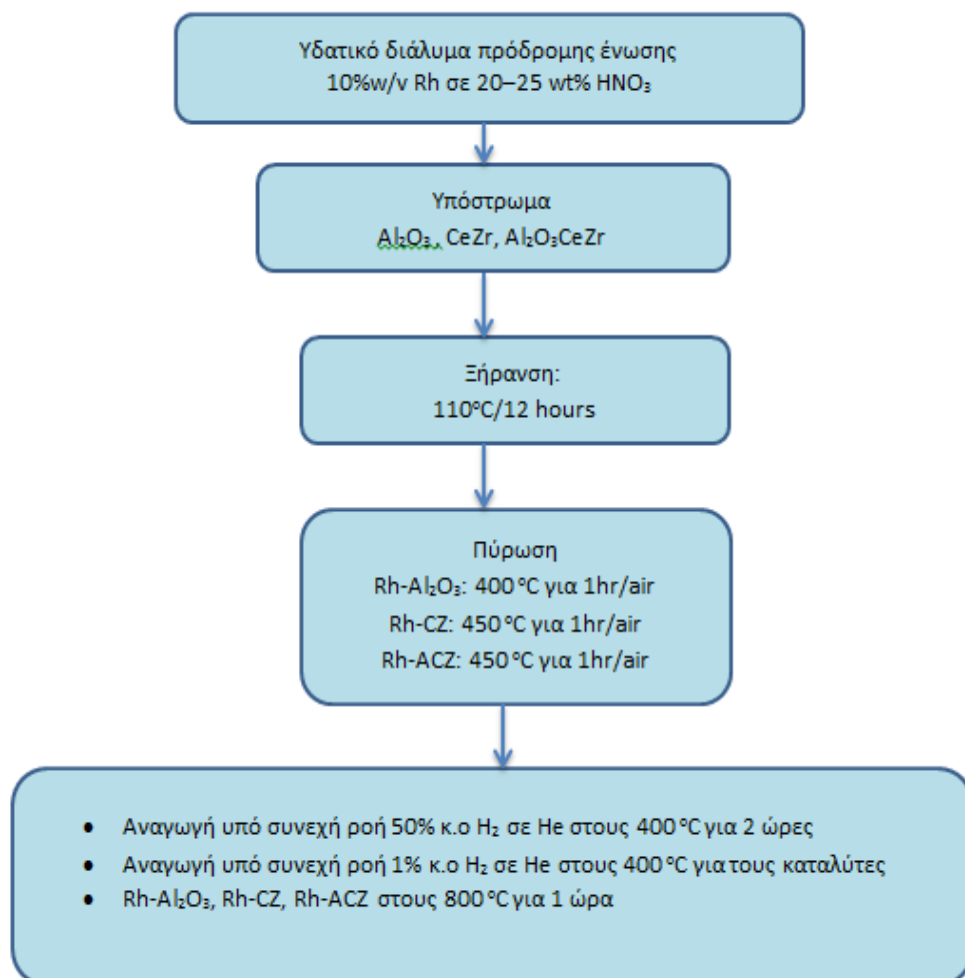 Υδατικό διάλυμα πρόδρομης ένωσης
10%w/v Rh σε 20–25 wt% HNO₃
Υπόστρωμα
Al₂O₃, CeZr, Al₂O₃CeZr
Ξήρανση:
110°C/12 hours
Πύρωση
Rh-Al₂O₃: 400 °C για 1hr/air
Rh-CZ: 450 °C για 1hr/air
Rh-ACZ: 450 °C για 1hr/air
• Αναγωγή υπό συνεχή ροή 50% κ.ο H₂ σε He στους 400 °C για 2 ώρες
• Αναγωγή υπό συνεχή ροή 1% κ.ο H₂ σε He στους 400 °C για τους καταλύτες
• Rh-Al₂O₃, Rh-CZ, Rh-ACZ στους 800 °C για 1 ώρα